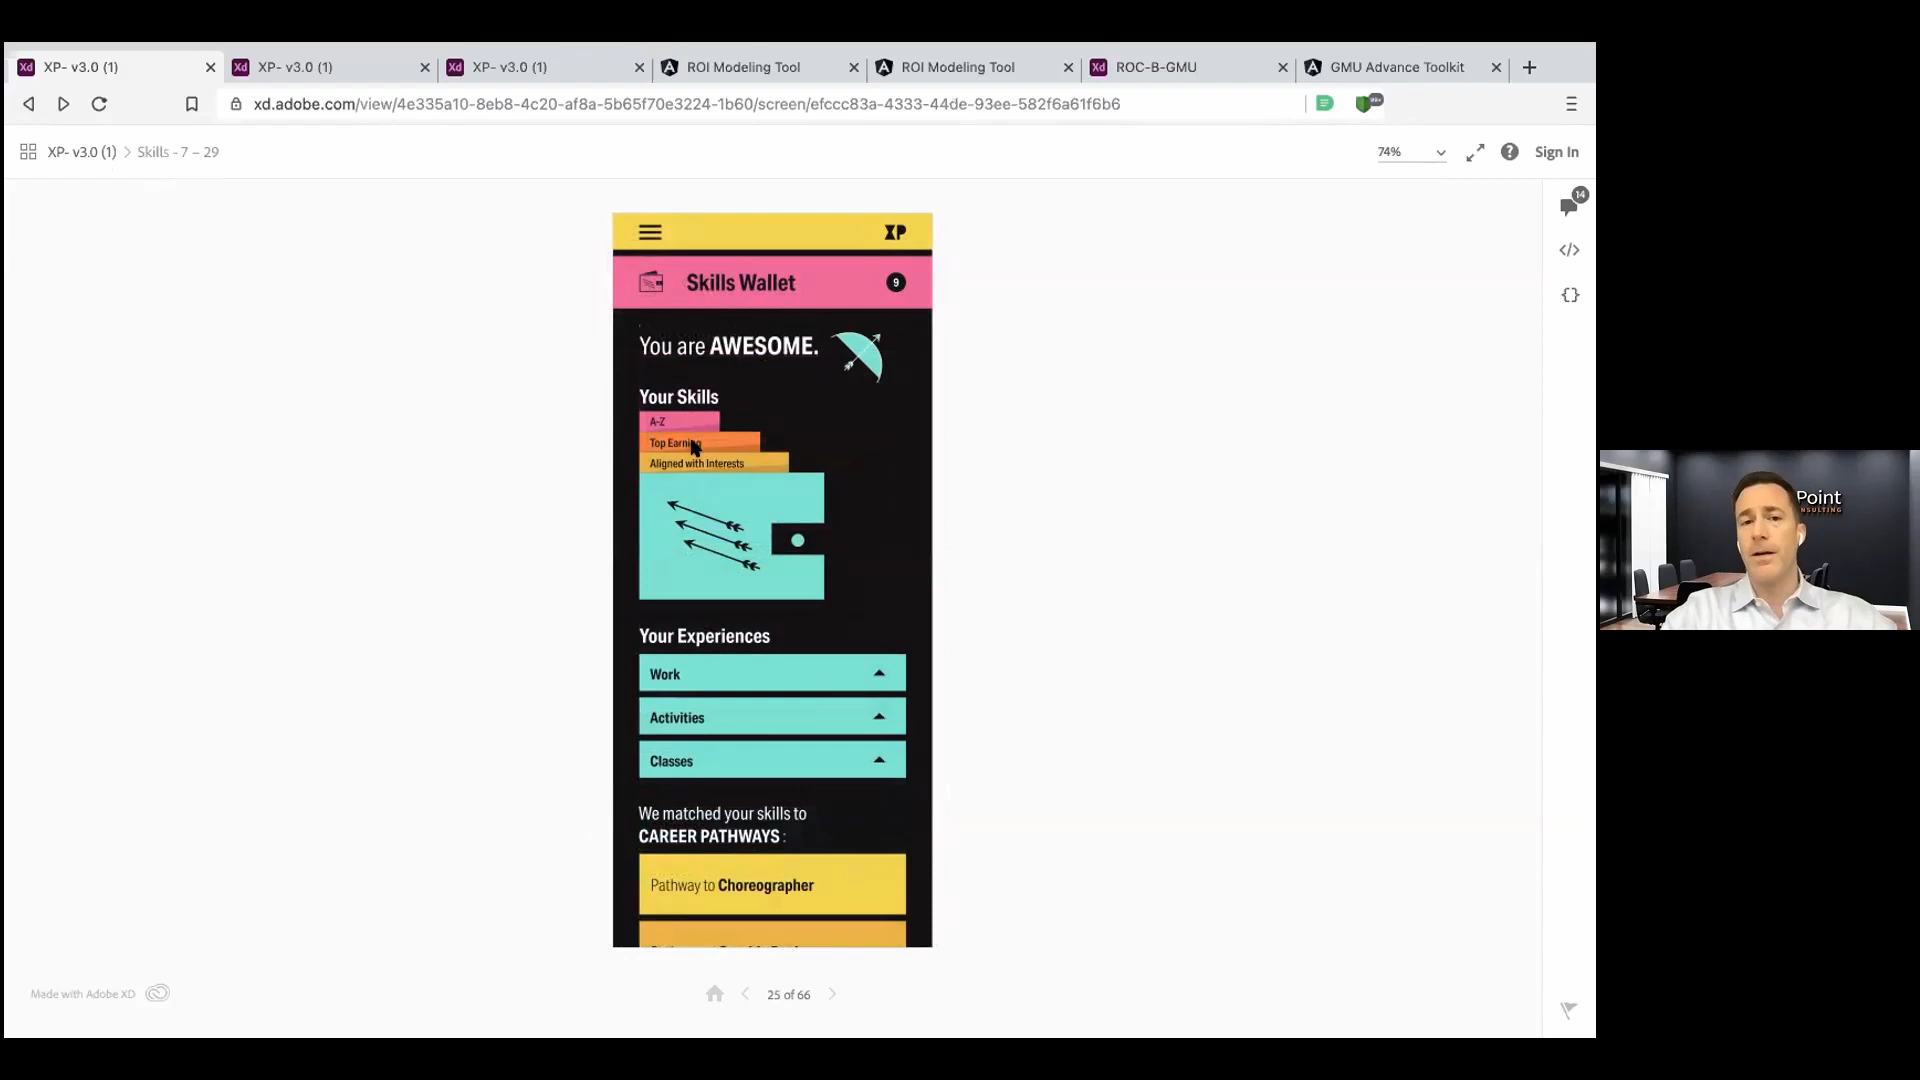 XP- v3.0 (1)
XP- v3.0 (1)
XP- v3.0 (1)
ROI Modeling Tool
ROI Modeling Tool
ROC-B-GMU
GMU Advance Toolkit
xd.adobe.com/view/4e335a10-8eb8-4c20-af8a-5b65f70e3224-1b60/screen/efccc83a-4333-44de-93ee-582f6a61f6b6
99+
XP- v3.0 (1) > Skills - 7 – 29
74%
Sign In
14
XP
Skills Wallet
9
You are AWESOME.
Your Skills
A-Z
Top Earning
Aligned with Interests
Your Experiences
Work
Activities
Classes
We matched your skills to
CAREER PATHWAYS :
Pathway to Choreographer
Made with Adobe XD
25 of 66
Point